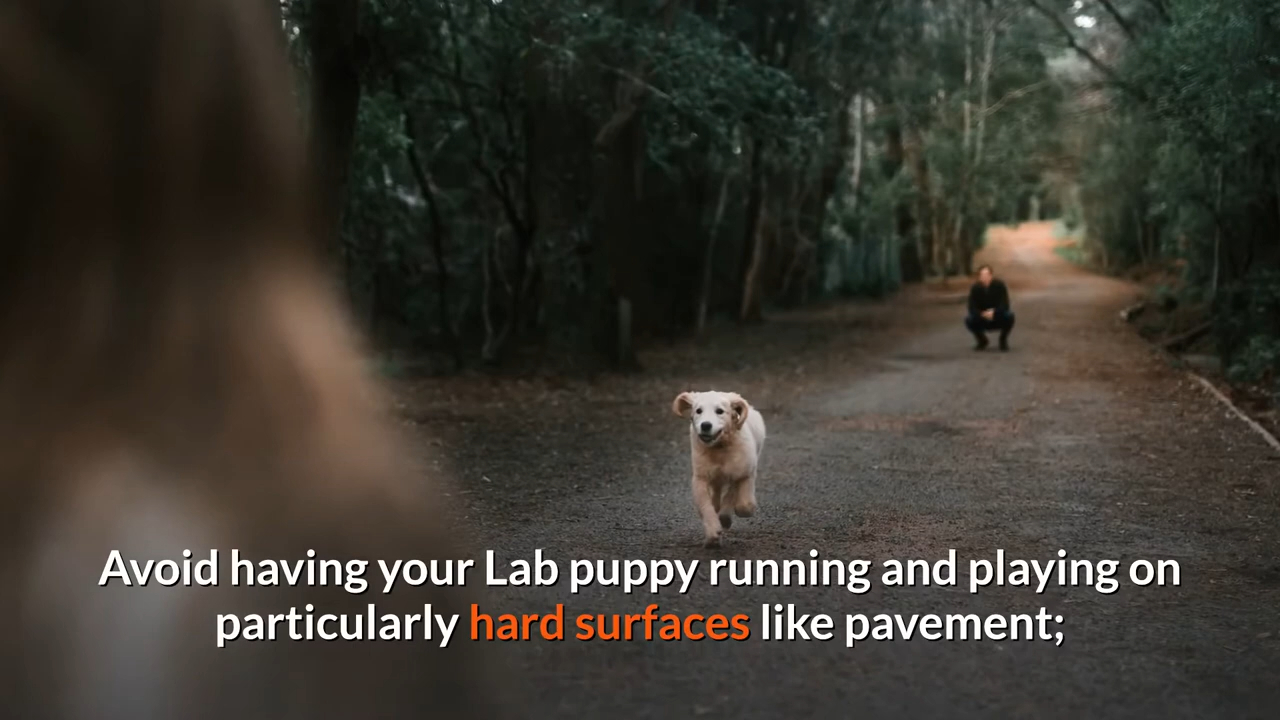 Avoid having your Lab puppy running and playing on
particularly hard surfaces like pavement;